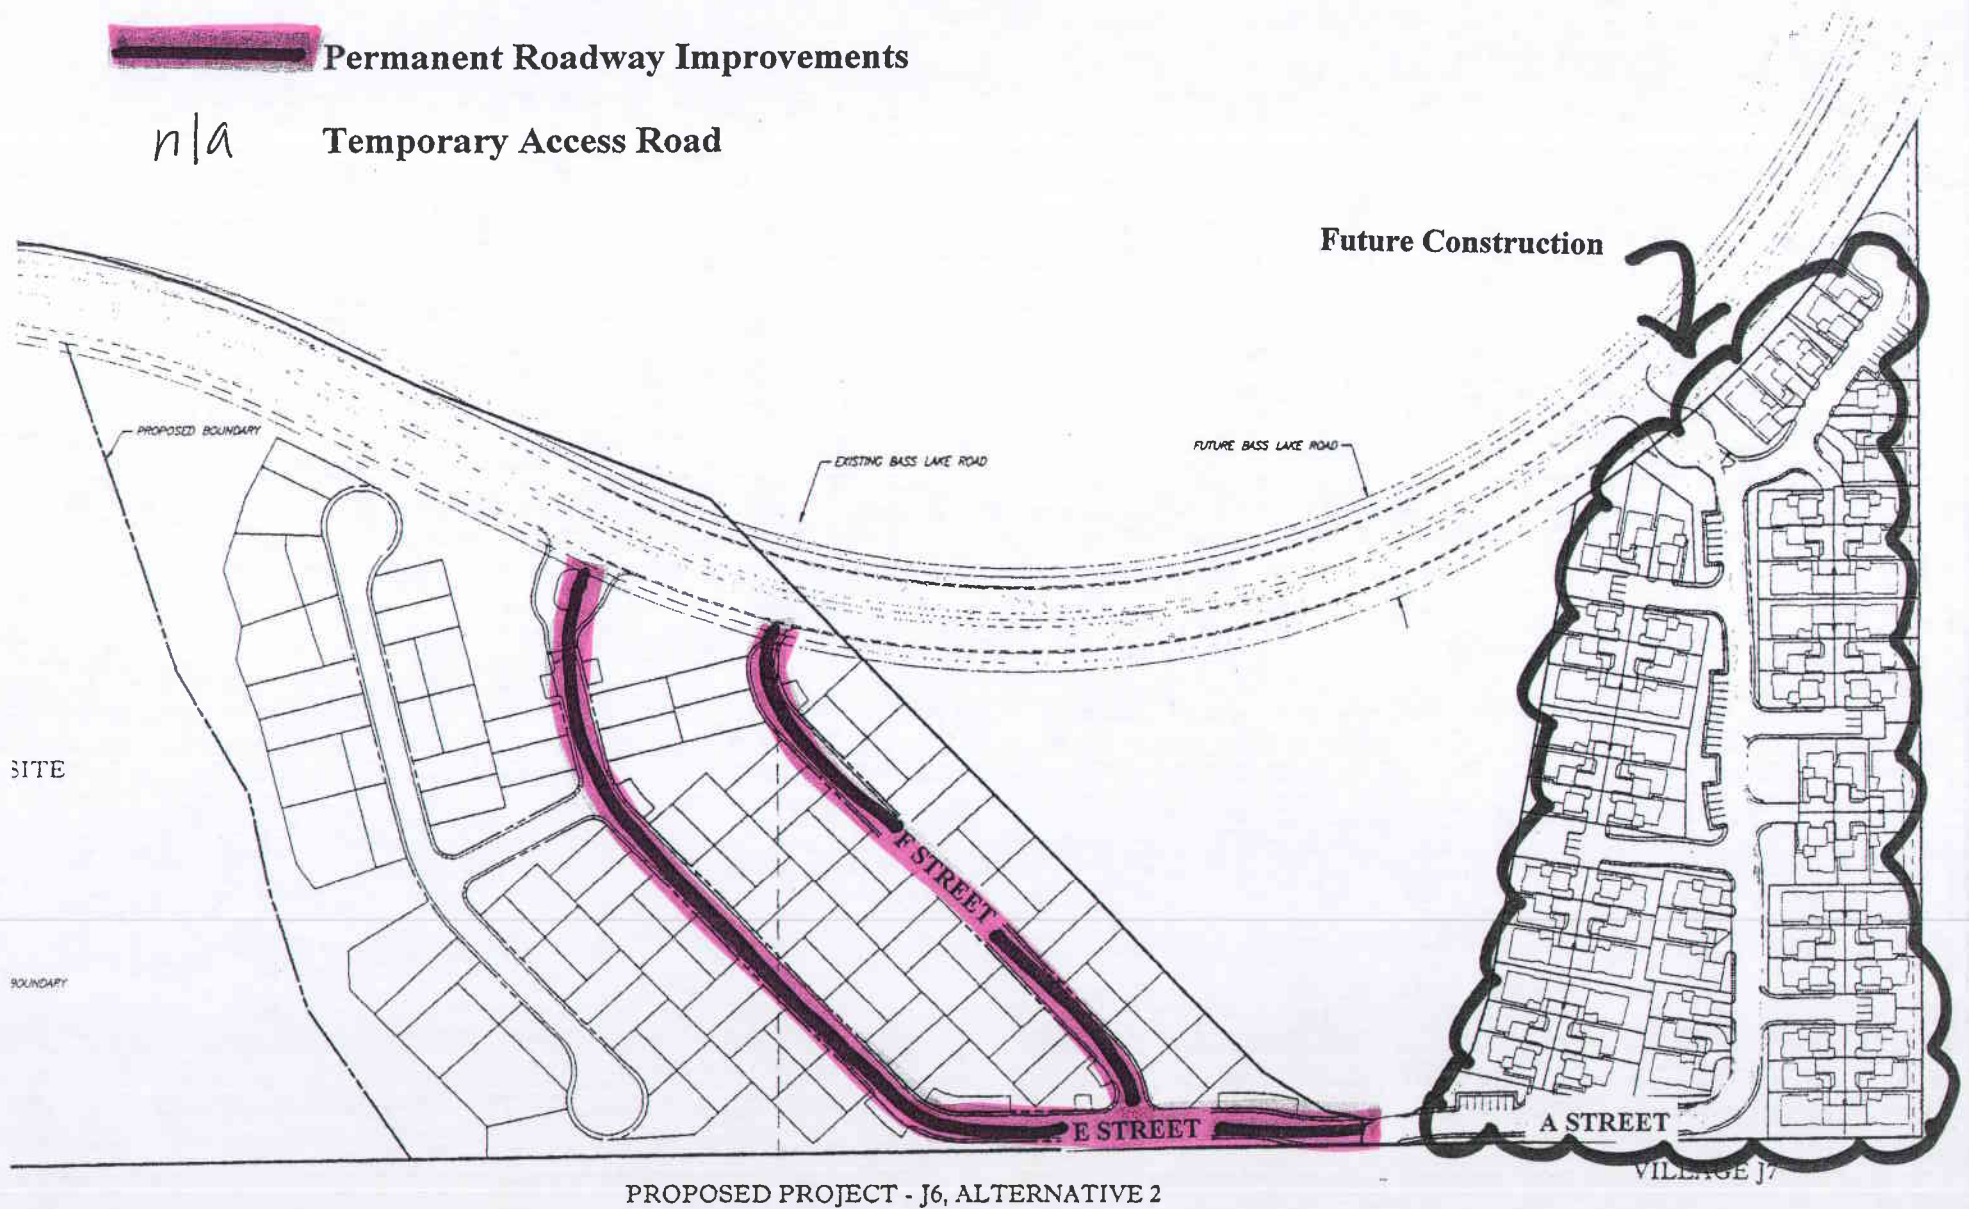 Permanent Roadway Improvements
n/a Temporary Access Road
Future Construction
PROPOSED BOUNDARY
EXISTING BASS LAKE ROAD
FUTURE BASS LAKE ROAD
SITE
F STREET
BOUNDARY
E STREET
A STREET
VILLAGE J7
PROPOSED PROJECT - J6, ALTERNATIVE 2